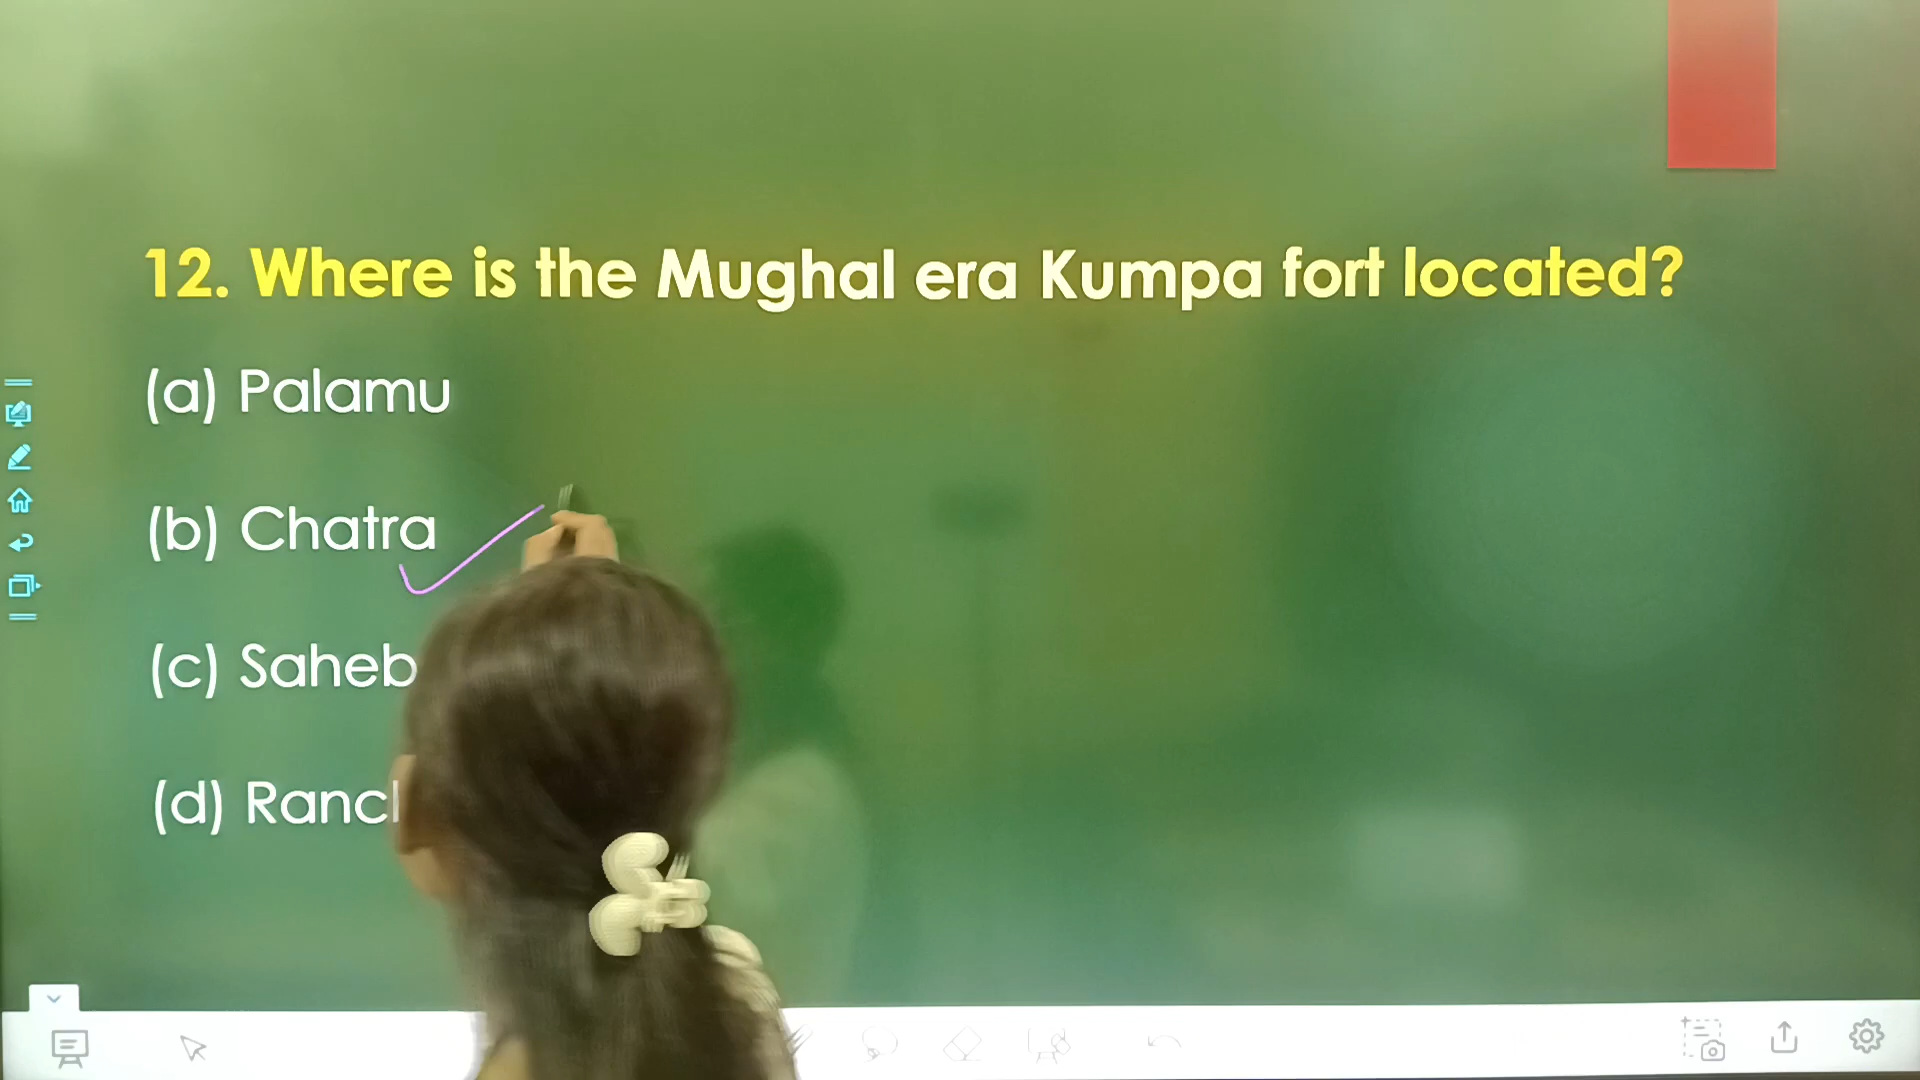 12. Where is the Mughal era Kumpa fort located?
(a) Palamu
(b) Chatra
(c) Saheb
(d) Ranc